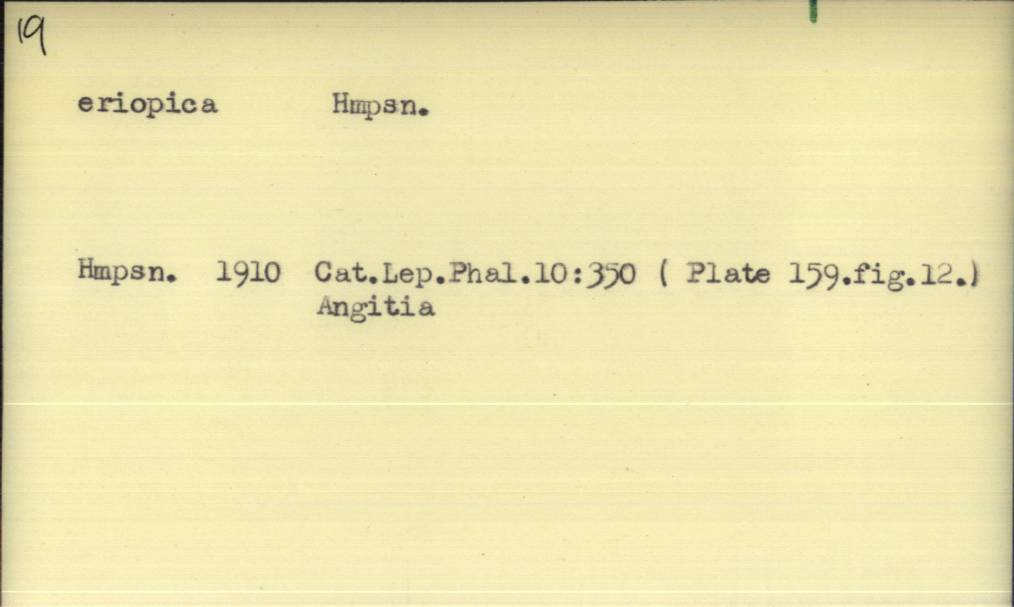 19
eriopica Hmpsn.
Hmpsn. 1910 Cat.Lep.Phal.10:350 ( Plate 159.fig.12.)
Angitia